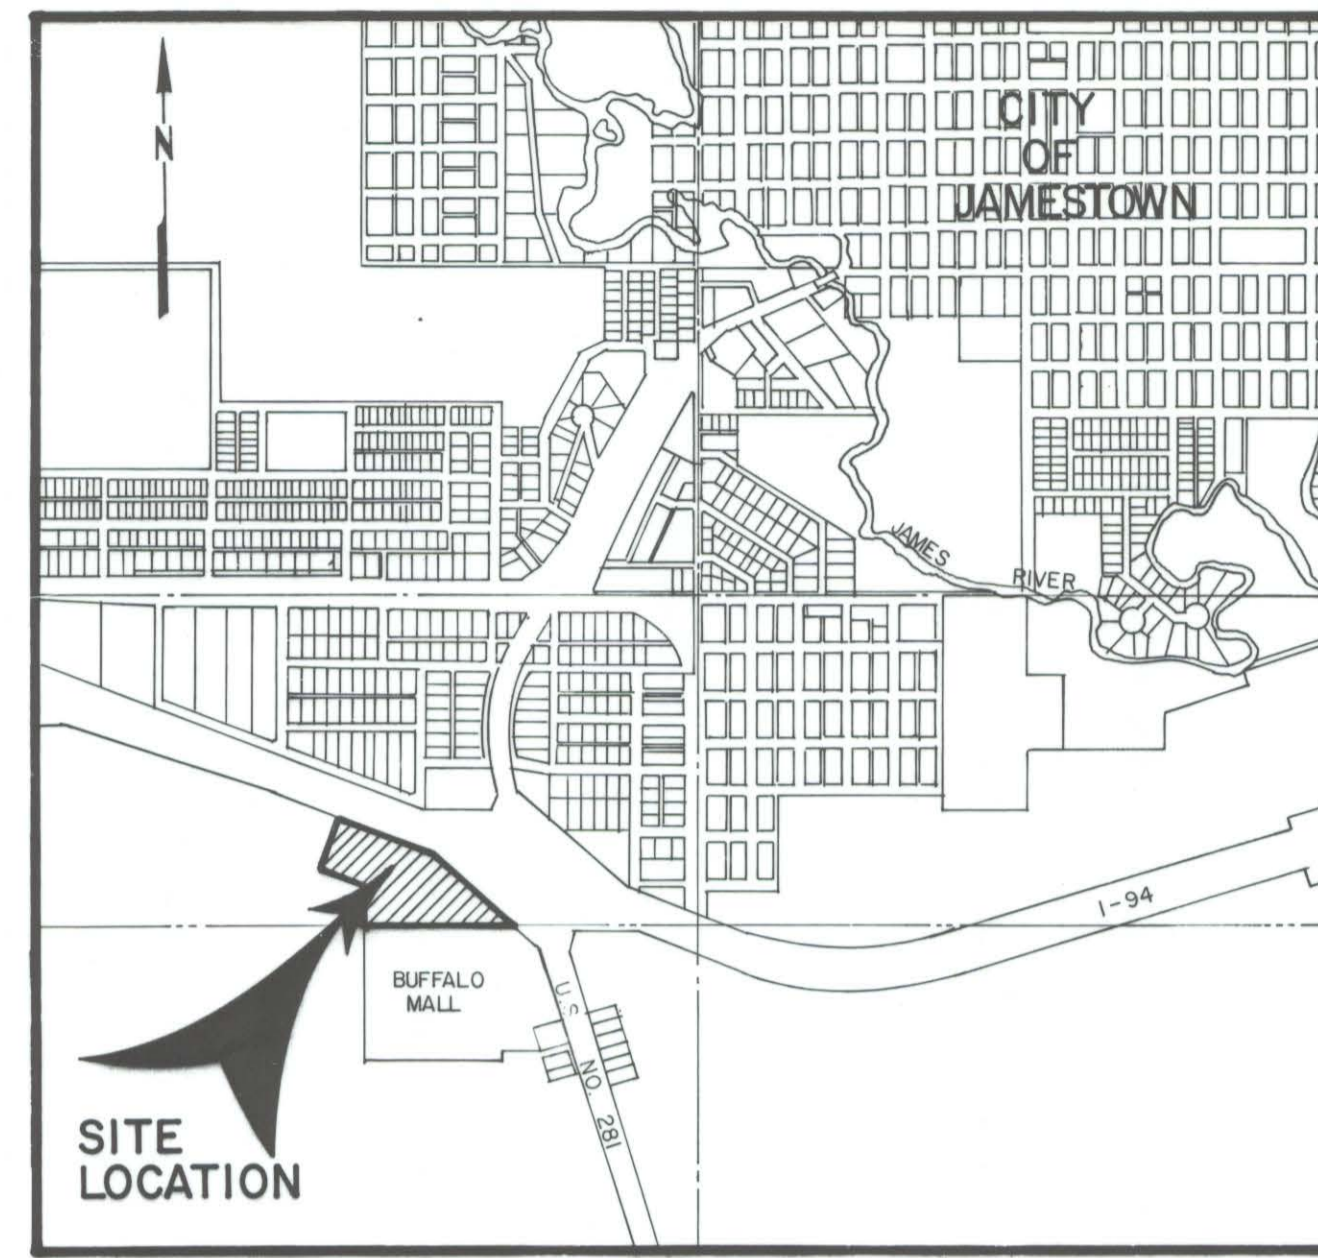 N
CITY
OF
JAMESTOWN
JAMES
RIVER
I-94
BUFFALO
MALL
U.S.
NO. 281
SITE
LOCATION